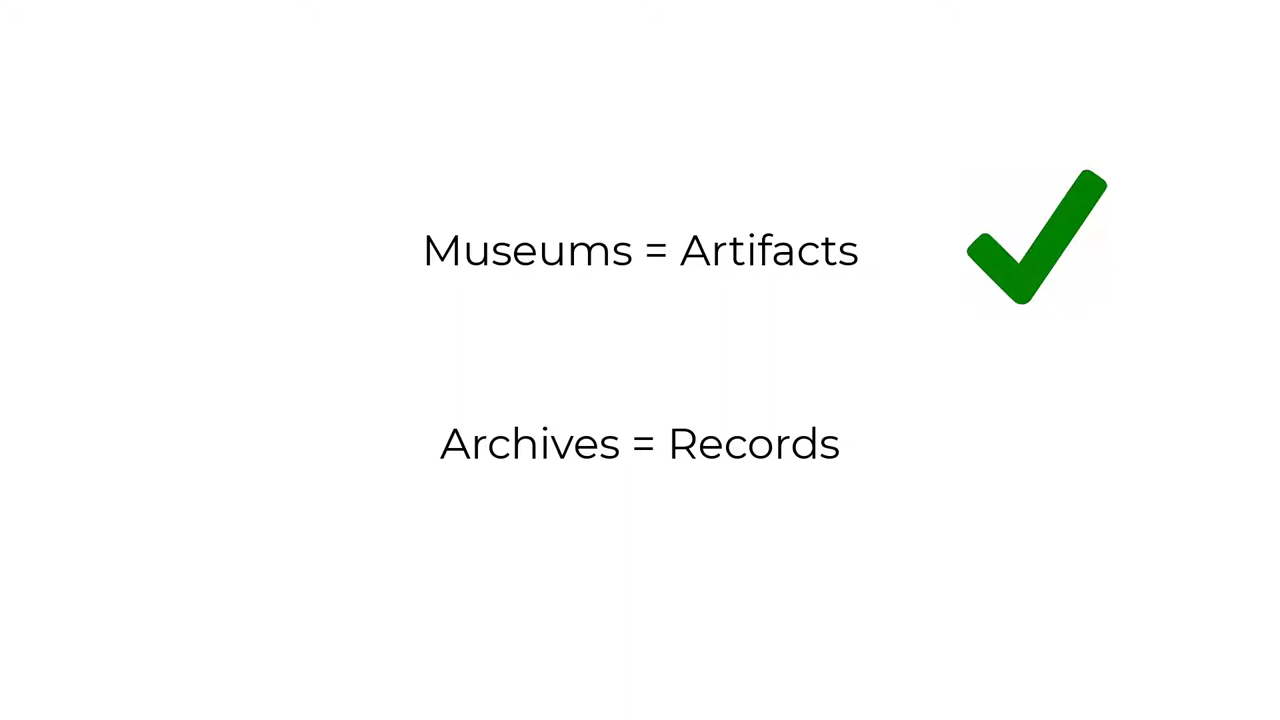 Museums = Artifacts
Archives = Records